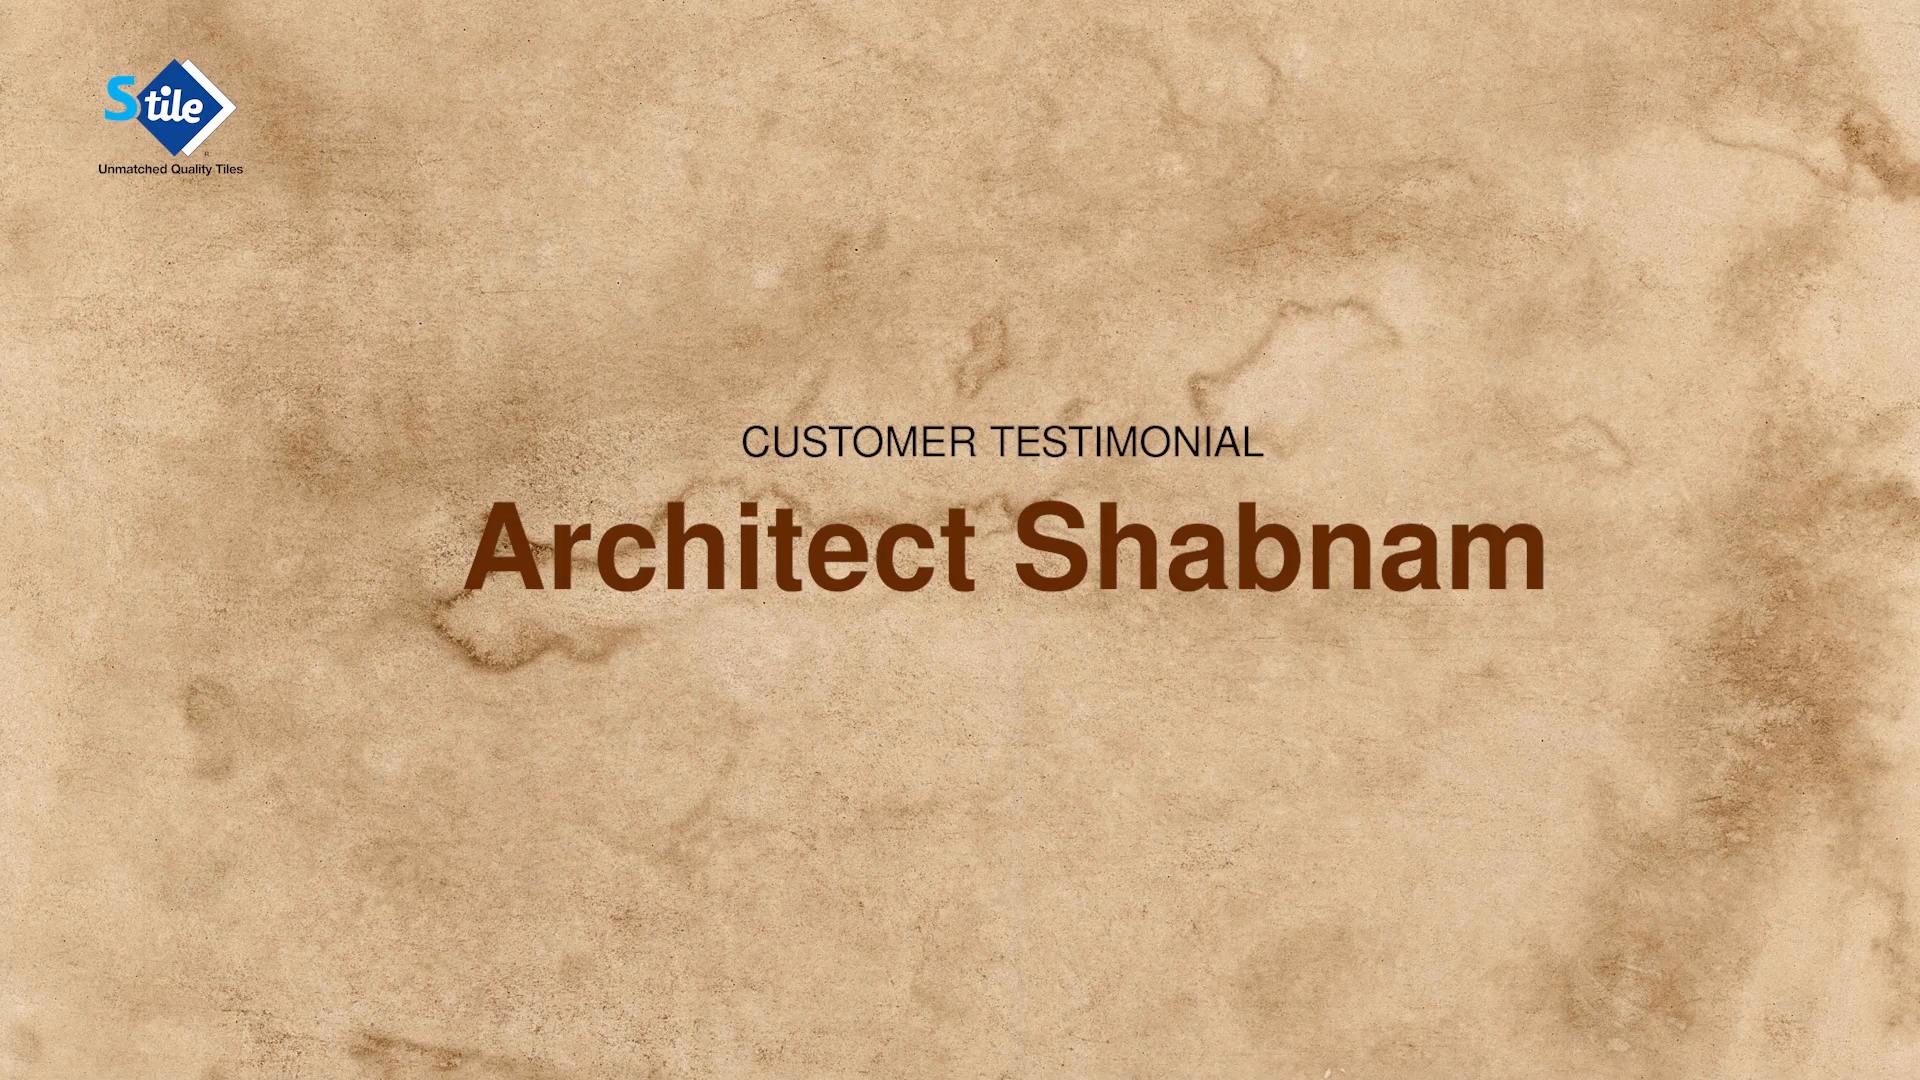 Stile
Unmatched Quality Tiles
CUSTOMER TESTIMONIAL
Architect Shabnam